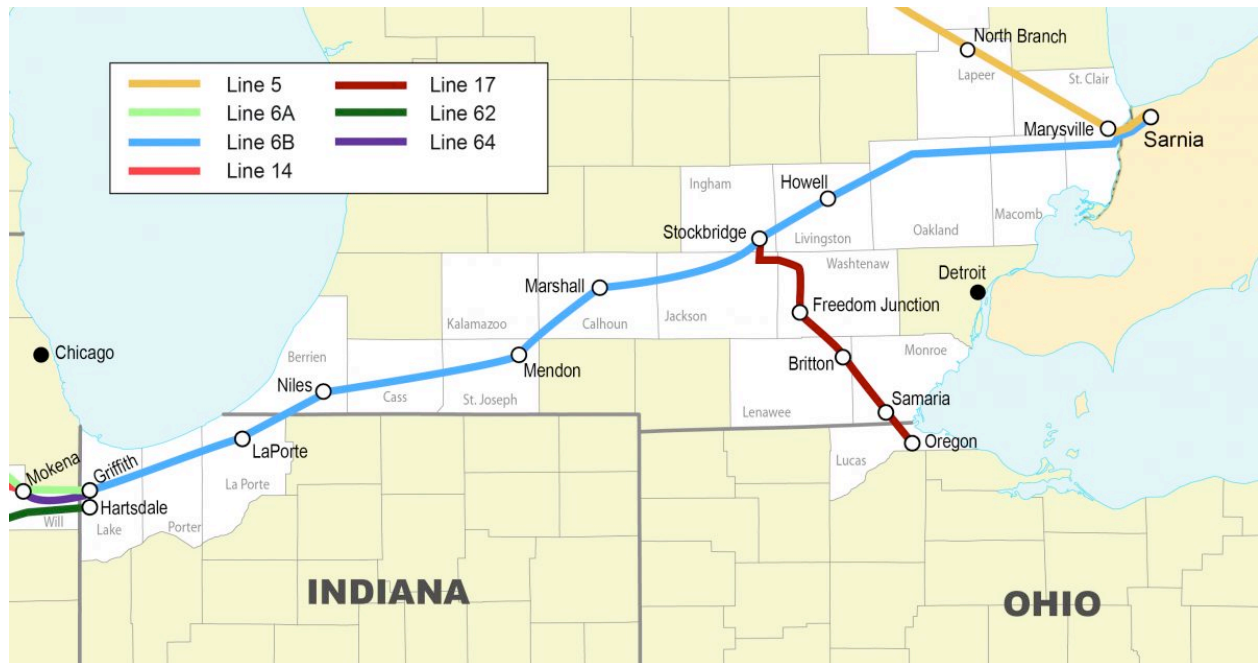 North Branch
Lapeer
St. Clair
Line 5
Line 17
Line 6A
Line 62
Line 6B
Line 64
Line 14
Marysville
Sarnia
Ingham
Howell
Macomb
Stockbridge
Livingston
Oakland
Washtenaw
Detroit
Marshall
Freedom Junction
Kalamazoo
Calhoun
Jackson
Chicago
Berrien
Mendon
Britton
Monroe
Niles
Cass
St. Joseph
Samaria
Lenawee
LaPorte
Oregon
Mokena
Griffith
La Porte
Lucas
Hartsdale
Will
Lake
Porter
INDIANA
OHIO